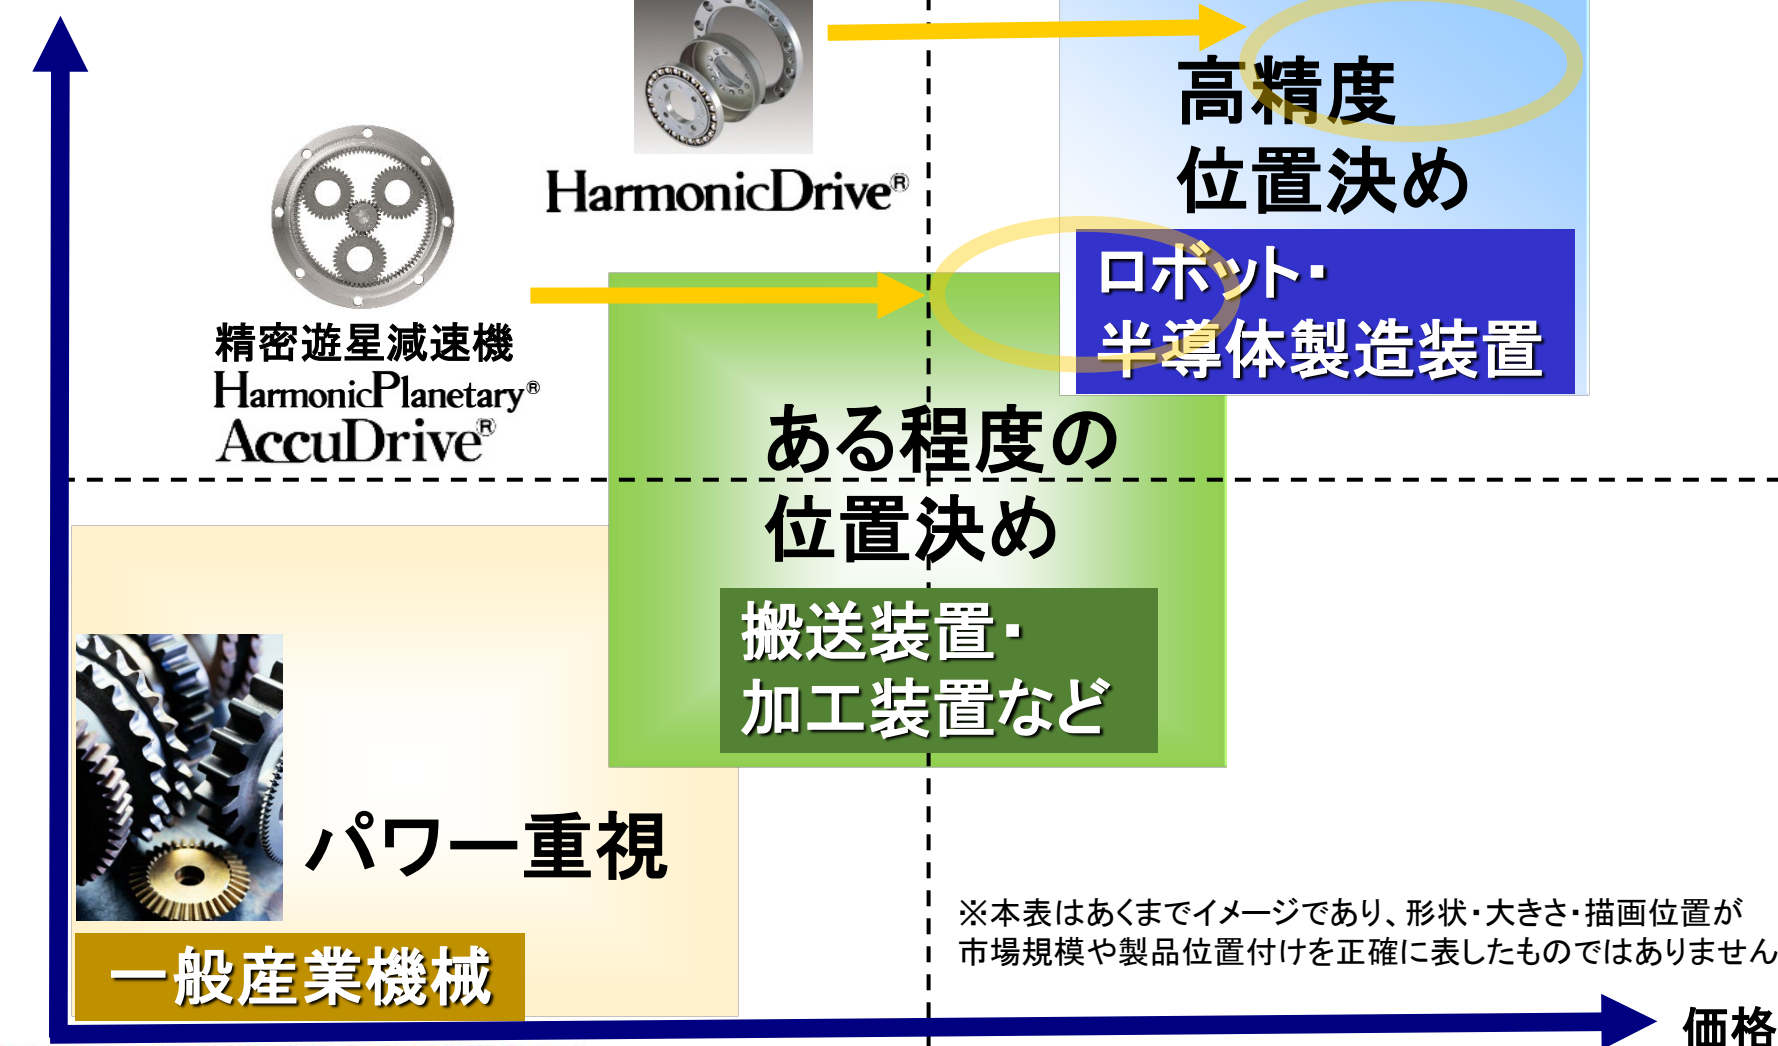 HarmonicDrive®
高精度
位置決め
ロボット・
半導体製造装置
精密遊星減速機
HarmonicPlanetary®
AccuDrive®
ある程度の
位置決め
搬送装置・
加工装置など
パワー重視
一般産業機械
※本表はあくまでイメージであり、形状・大きさ・描画位置が
市場規模や製品位置付けを正確に表したものではありません
価格